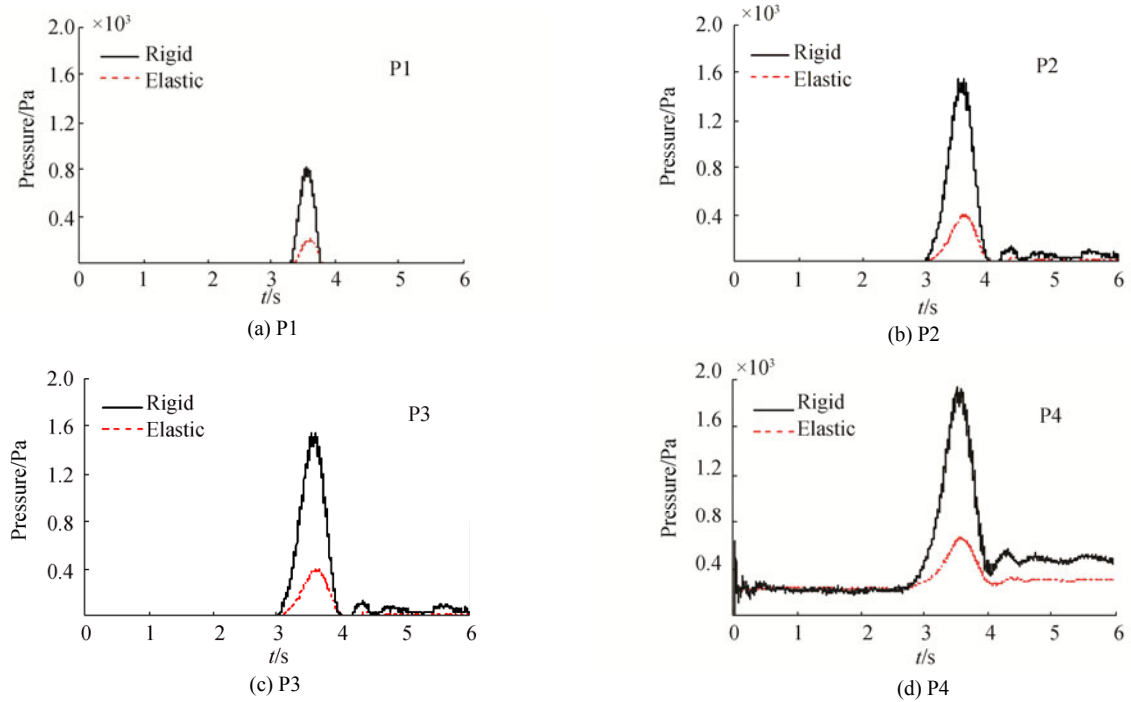 2.0 ×10³
Rigid
Elastic
P1
1.6
1.2
0.8
0.4
Pressure/Pa
0 1 2 3 4 5 6
t/s
(a) P1
2.0 ×10³
Rigid
Elastic
P2
1.6
1.2
0.8
0.4
Pressure/Pa
0 1 2 3 4 5 6
t/s
(b) P2
2.0
Rigid
Elastic
P3
1.6
1.2
0.8
0.4
Pressure/Pa
0 1 2 3 4 5 6
t/s
(c) P3
2.0 ×10³
Rigid
Elastic
P4
1.6
1.2
0.8
0.4
Pressure/Pa
0 1 2 3 4 5 6
t/s
(d) P4